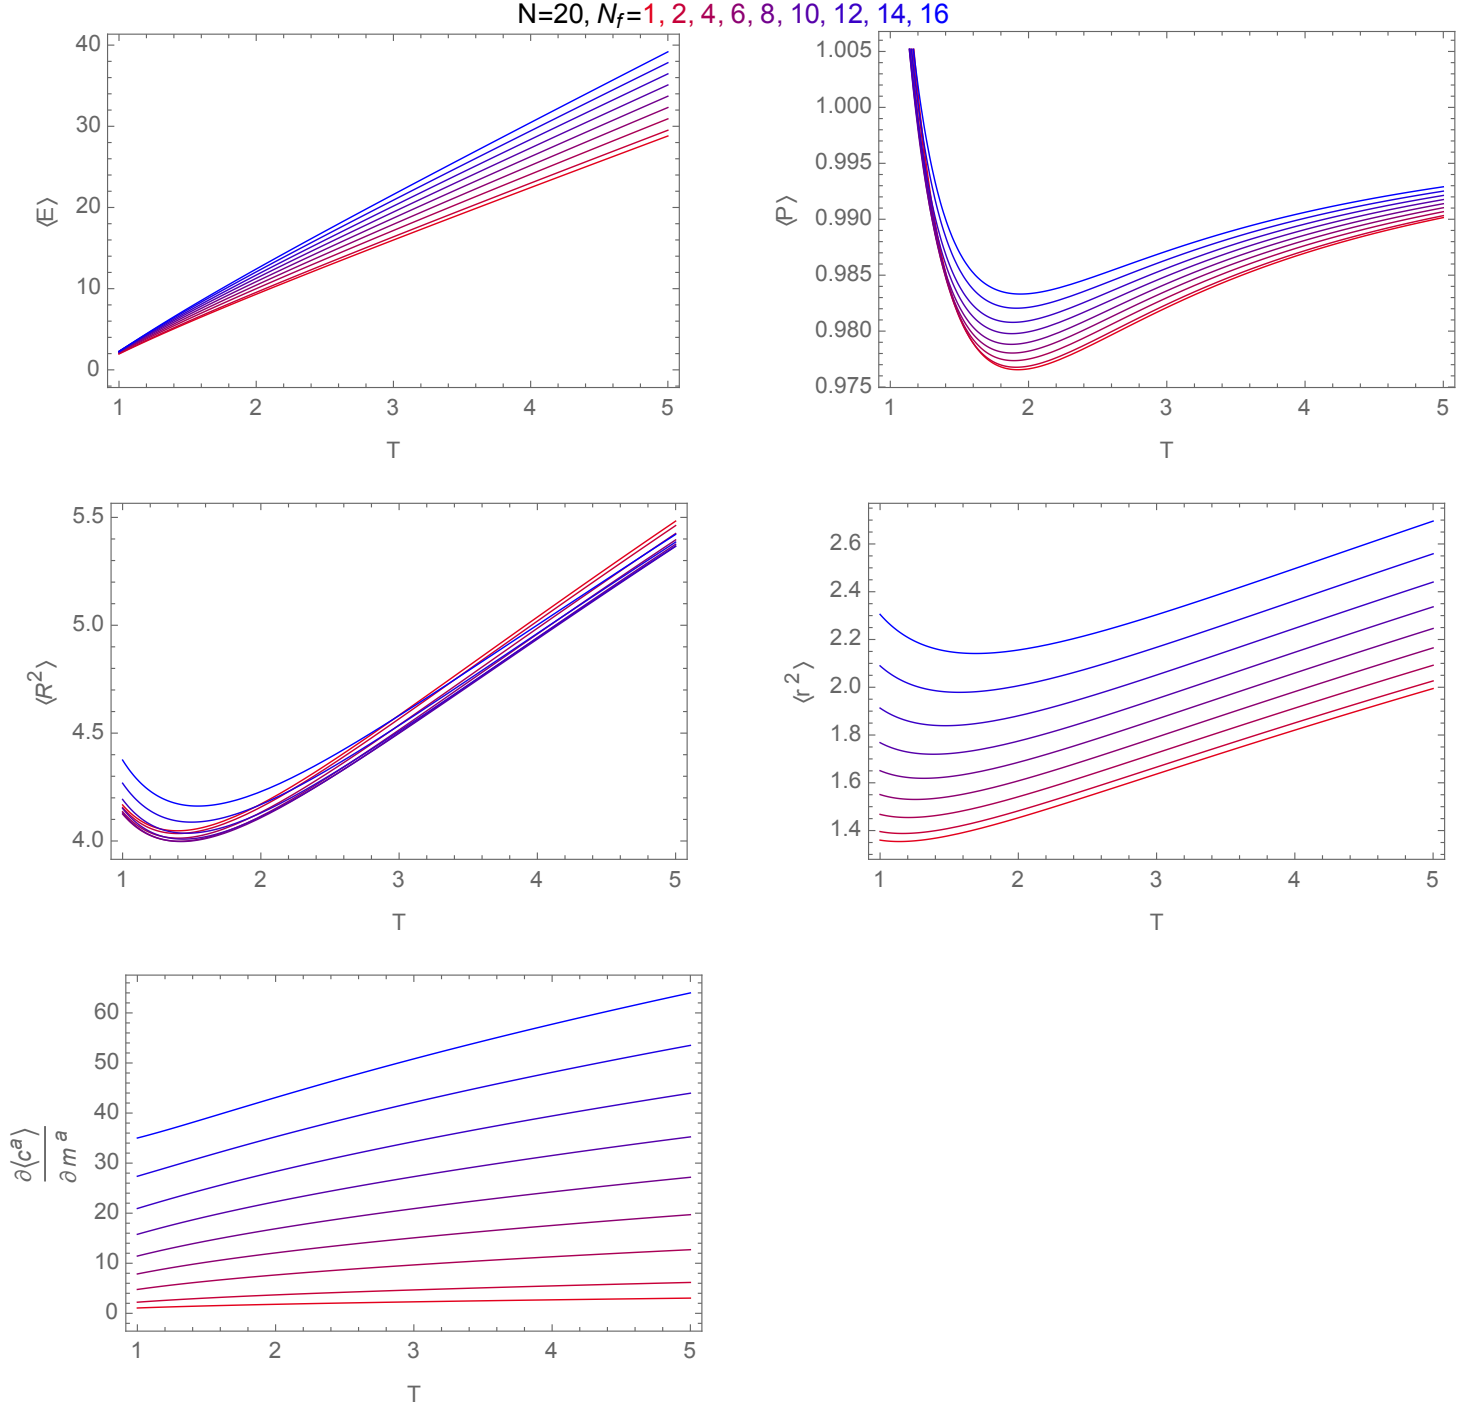 N=20, N_f=1, 2, 4, 6, 8, 10, 12, 14, 16
⟨E⟩
40
30
20
10
0
1 2 3 4 5
T
⟨P⟩
1.005
1.000
0.995
0.990
0.985
0.980
0.975
1 2 3 4 5
T
⟨R²⟩
5.5
5.0
4.5
4.0
1 2 3 4 5
T
⟨r²⟩
2.6
2.4
2.2
2.0
1.8
1.6
1.4
1 2 3 4 5
T
∂⟨cᵃ⟩
∂mᵃ
60
50
40
30
20
10
0
1 2 3 4 5
T